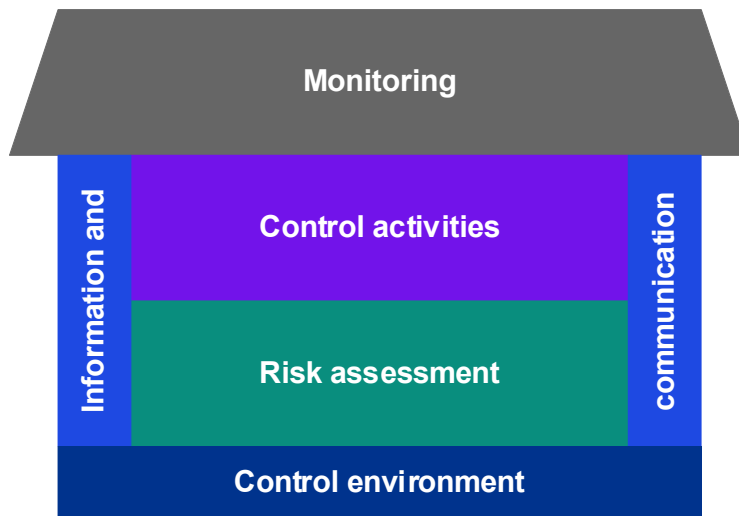 Monitoring
Information and
Control activities
communication
Risk assessment
Control environment